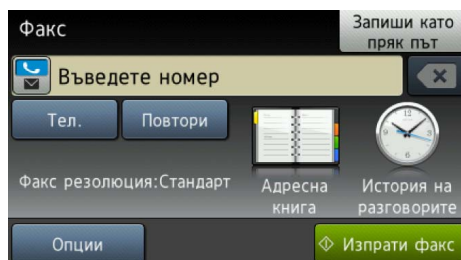 Факс
Запиши като
пряк път
Въведете номер
Тел.
Повтори
Факс резолюция:Стандарт
Адресна
книга
История на
разговорите
Опции
Изпрати факс